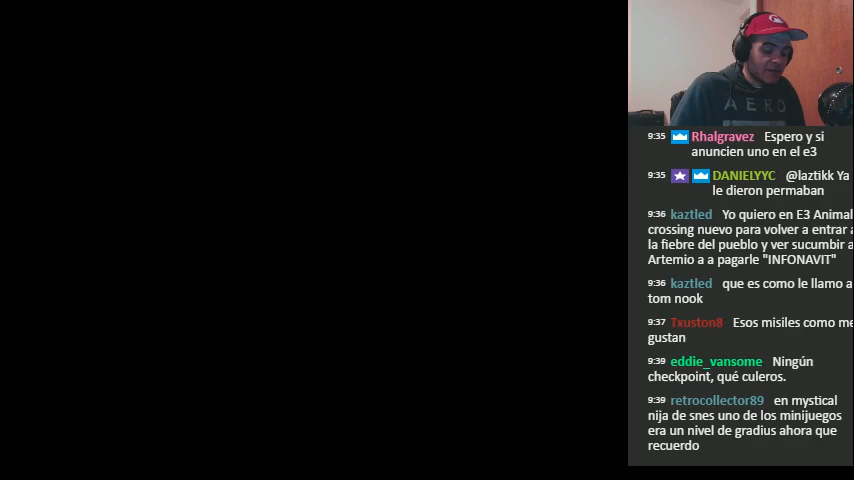 AERO
9:35 Rhalgravez Espero y si
anuncien uno en el e3
9:35 DANIELYYC @laztikk Ya
le dieron permaban
9:36 kaztled Yo quiero en E3 Animal
crossing nuevo para volver a entrar a
la fiebre del pueblo y ver sucumbir a
Artemio a a pagarle "INFONAVIT"
9:36 kaztled que es como le llamo a
tom nook
9:37 Txuston8 Esos misiles como me
gustan
9:39 eddie_vansome Ningún
checkpoint, qué culeros.
9:39 retrocollector89 en mystical
nija de snes uno de los minijuegos
era un nivel de gradius ahora que
recuerdo